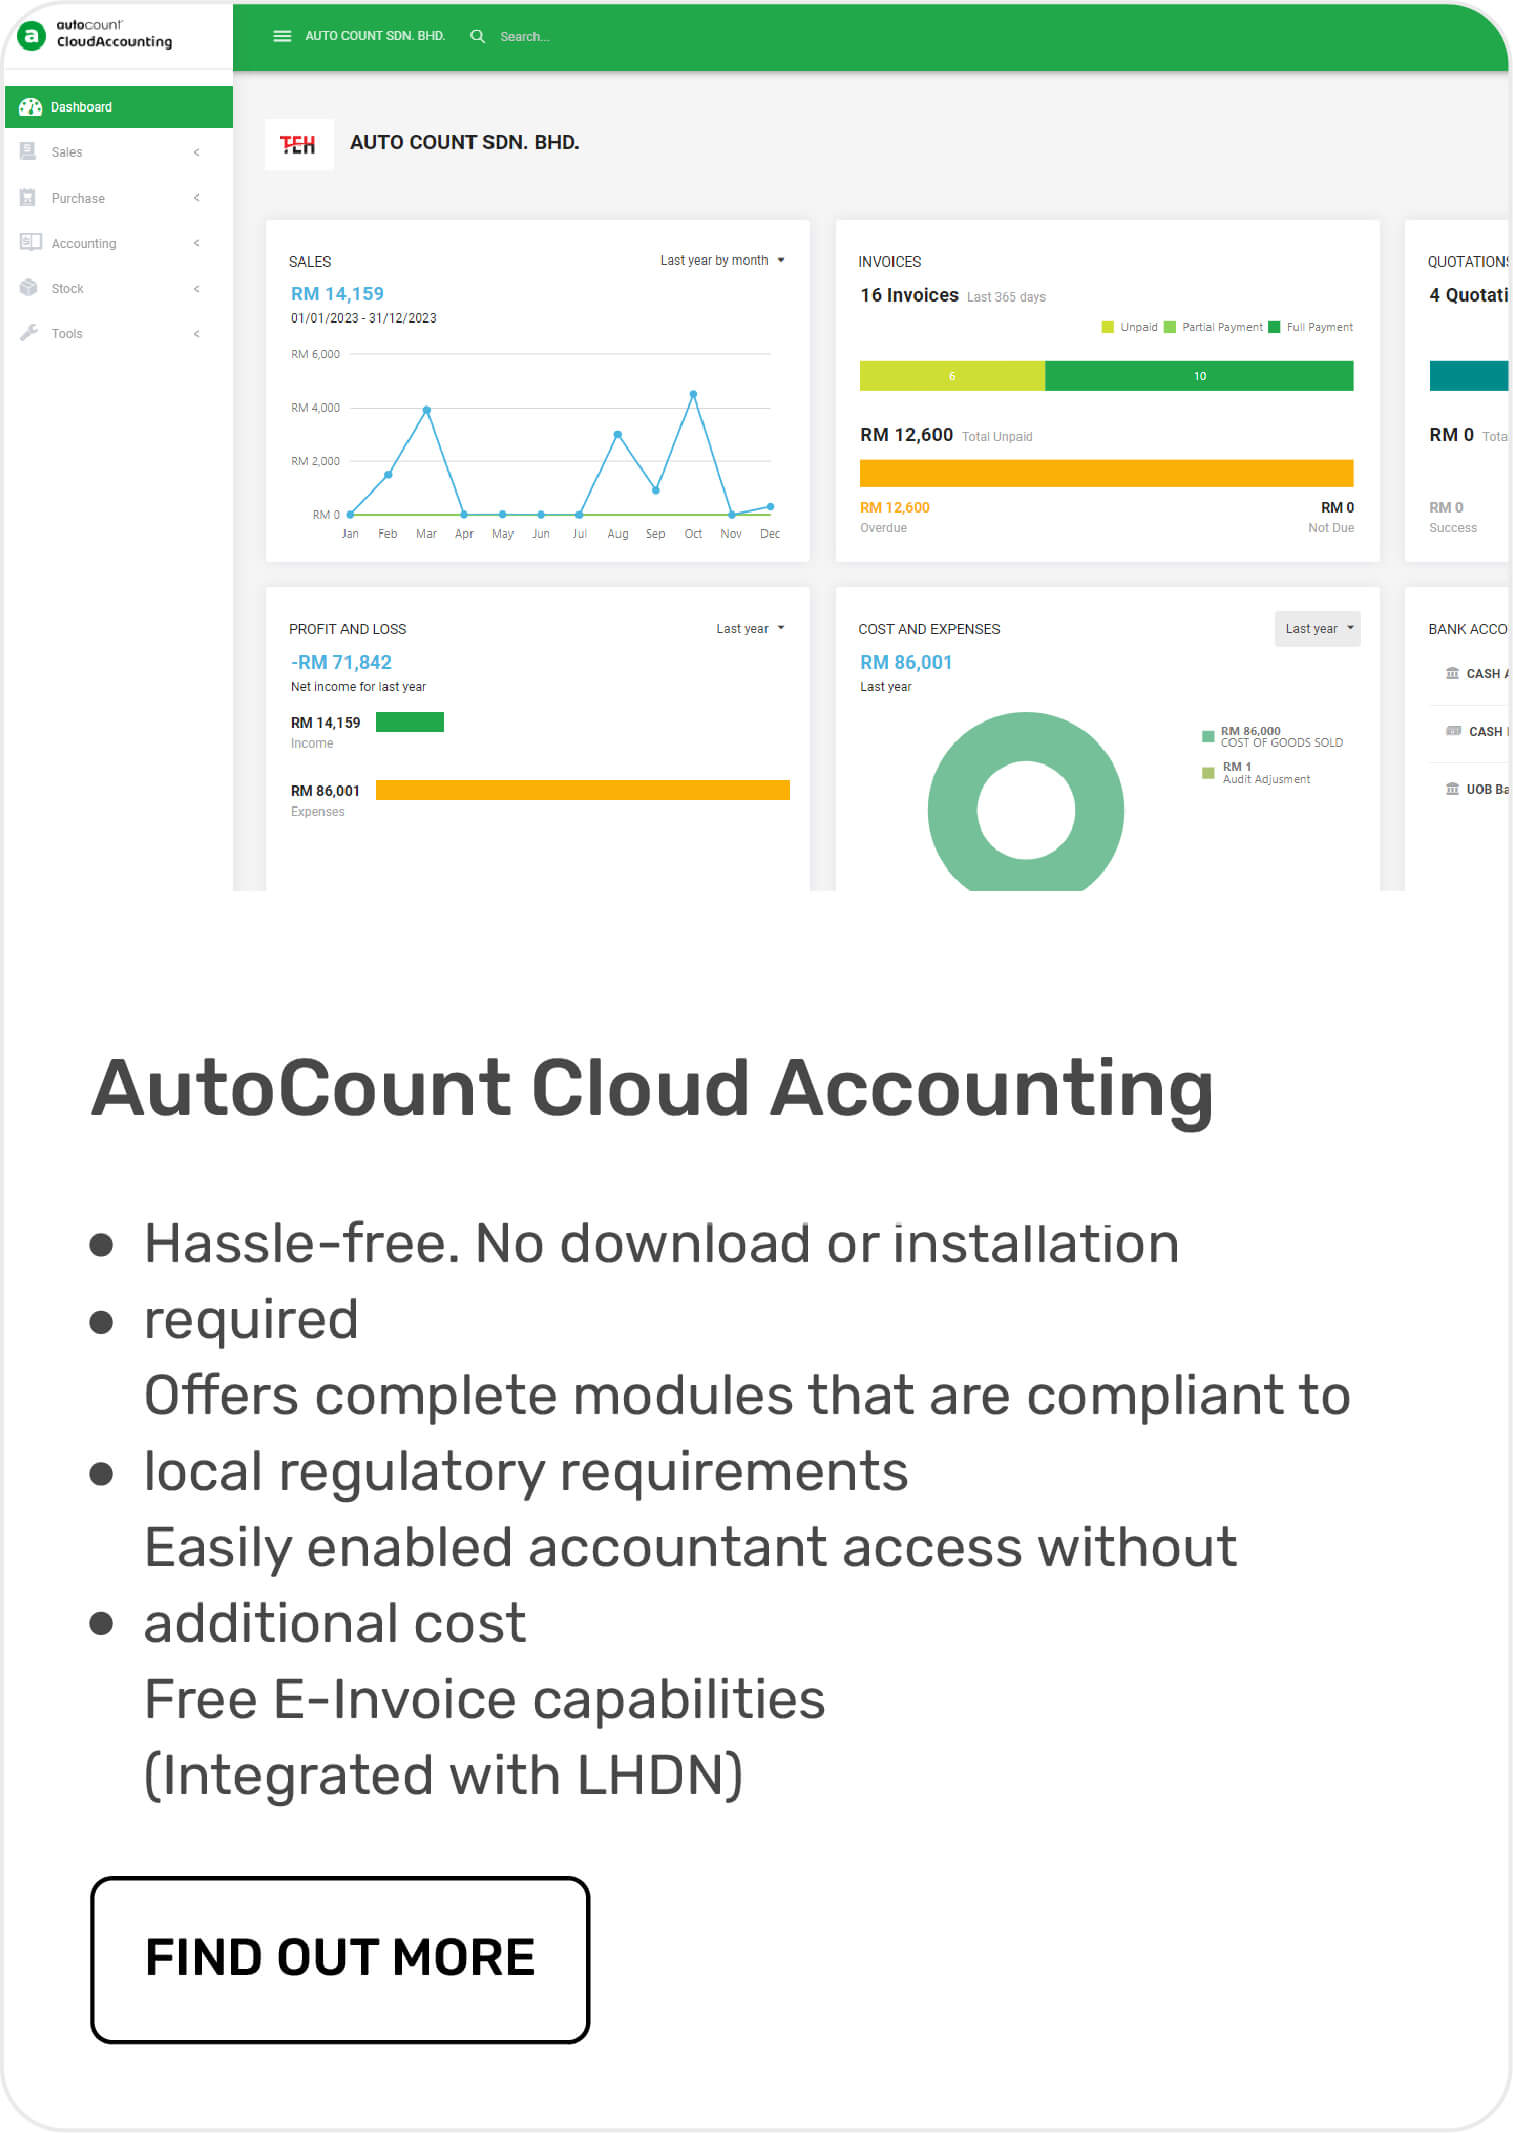 autocount
CloudAccounting
AUTO COUNT SDN. BHD.
Search...
Dashboard
Sales
Purchase
Accounting
Stock
Tools
TEH
AUTO COUNT SDN. BHD.
SALES
Last year by month
RM 14,159
01/01/2023 - 31/12/2023
RM 6,000
RM 4,000
RM 2,000
RM 0
Jan Feb Mar Apr May Jun Jul Aug Sep Oct Nov Dec
INVOICES
16 Invoices Last 365 days
Unpaid Partial Payment Full Payment
6 10
RM 12,600 Total Unpaid
RM 12,600 RM 0
Overdue Not Due
QUOTATIONS
4 Quotati
RM 0 Tota
RM 0
Success
PROFIT AND LOSS
Last year
-RM 71,842
Net income for last year
RM 14,159
Income
RM 86,001
Expenses
COST AND EXPENSES
Last year
RM 86,001
Last year
RM 86,000
COST OF GOODS SOLD
RM 1
Audit Adjusment
BANK ACCO
CASH A
CASH
UOB Ba
AutoCount Cloud Accounting
• Hassle-free. No download or installation
• required
Offers complete modules that are compliant to
• local regulatory requirements
Easily enabled accountant access without
• additional cost
Free E-Invoice capabilities
(Integrated with LHDN)
FIND OUT MORE